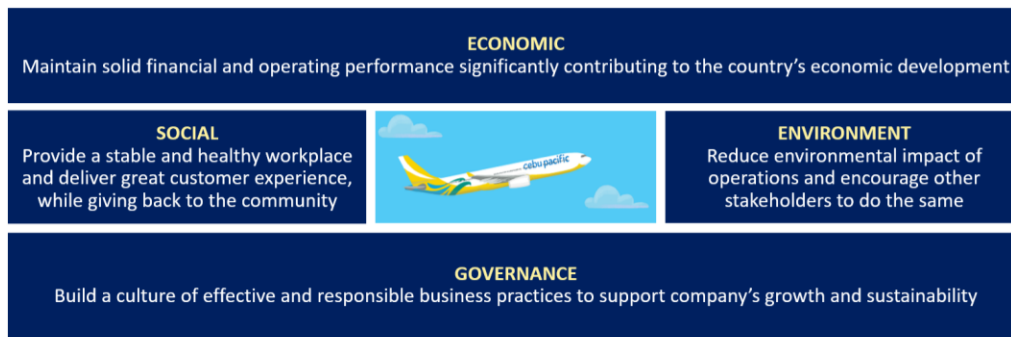 ECONOMIC
Maintain solid financial and operating performance significantly contributing to the country's economic development
SOCIAL
Provide a stable and healthy workplace
and deliver great customer experience,
while giving back to the community
cebu pacific
ENVIRONMENT
Reduce environmental impact of
operations and encourage other
stakeholders to do the same
GOVERNANCE
Build a culture of effective and responsible business practices to support company's growth and sustainability